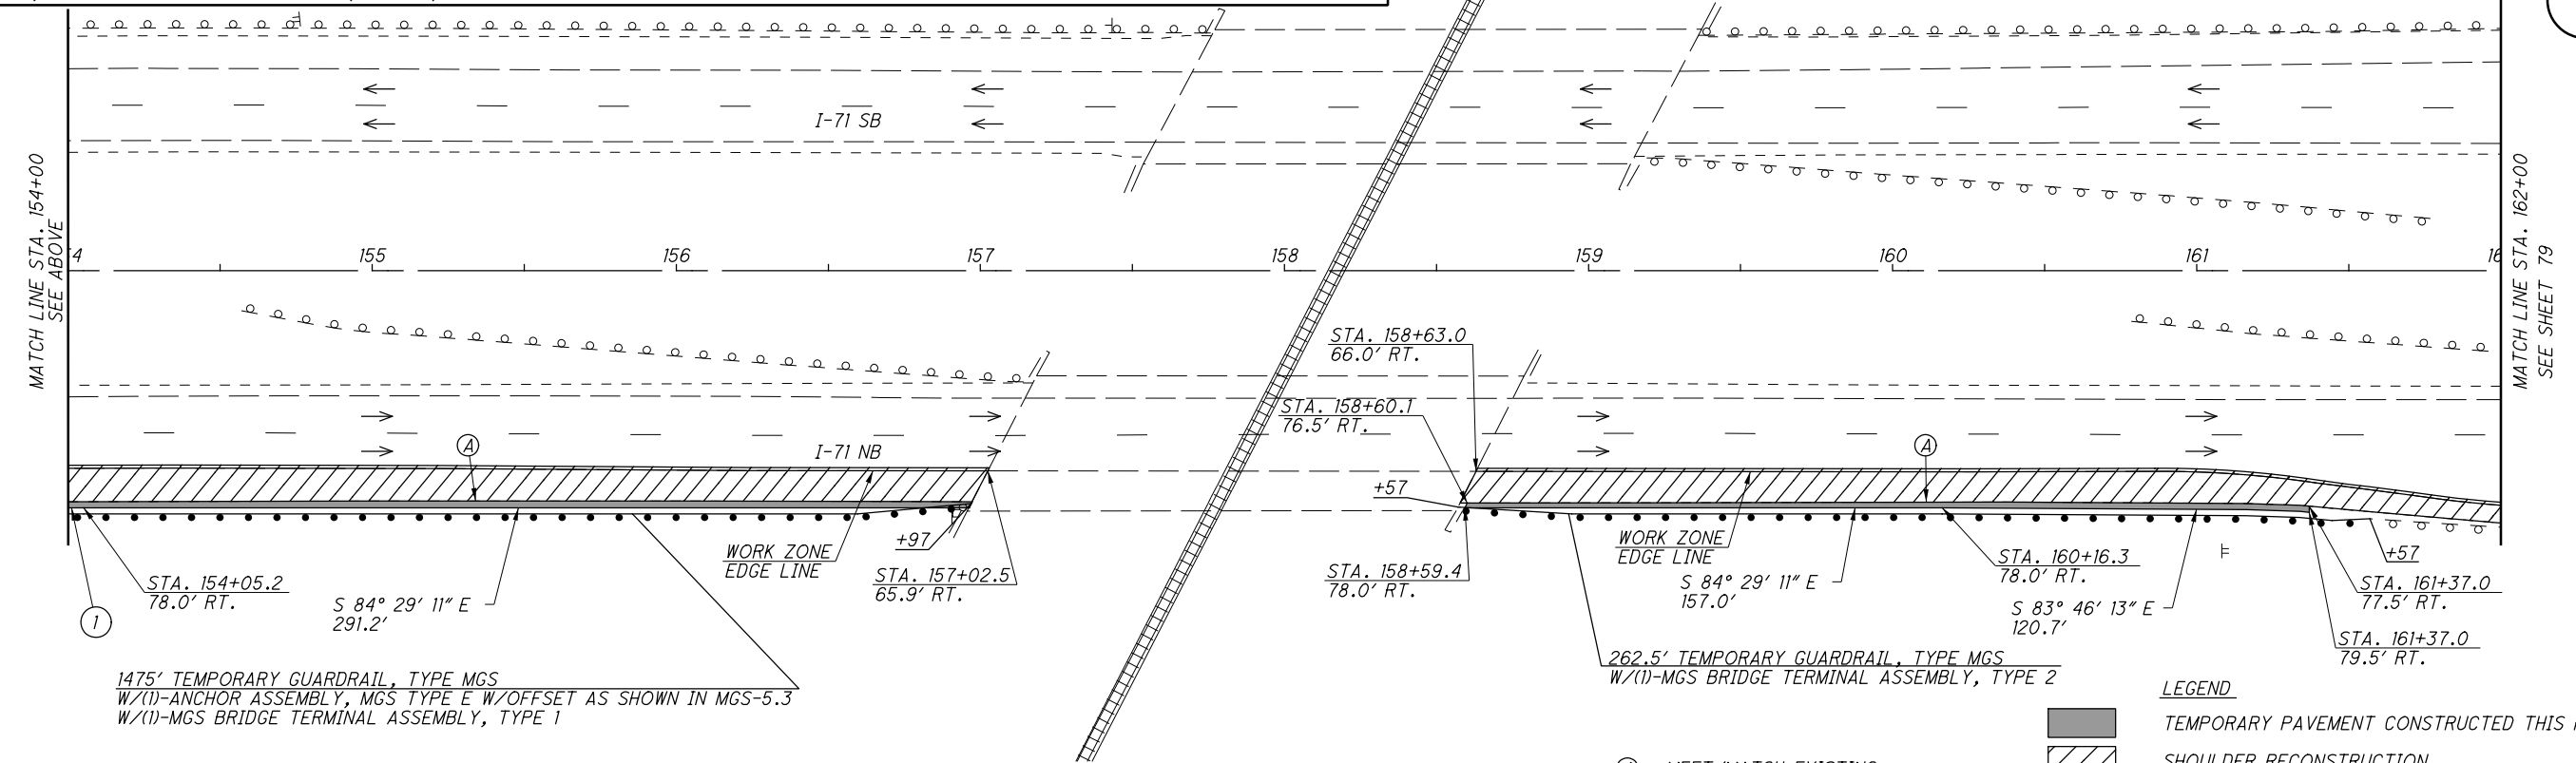 I-71 SB
MATCH LINE STA. 154+00
SEE ABOVE
MATCH LINE STA. 162+00
SEE SHEET 79
4
155
156
157
158
159
160
161
16
STA. 158+63.0
66.0' RT.
STA. 158+60.1
76.5' RT.
A
I-71 NB
A
+57
+97
WORK ZONE
EDGE LINE
STA. 157+02.5
65.9' RT.
STA. 154+05.2
78.0' RT.
S 84° 29' 11" E
291.2'
1
STA. 158+59.4
78.0' RT.
WORK ZONE
EDGE LINE
S 84° 29' 11" E
157.0'
STA. 160+16.3
78.0' RT.
S 83° 46' 13" E
120.7'
+57
STA. 161+37.0
77.5' RT.
STA. 161+37.0
79.5' RT.
1475' TEMPORARY GUARDRAIL, TYPE MGS
W/(1)-ANCHOR ASSEMBLY, MGS TYPE E W/OFFSET AS SHOWN IN MGS-5.3
W/(1)-MGS BRIDGE TERMINAL ASSEMBLY, TYPE 1
262.5' TEMPORARY GUARDRAIL, TYPE MGS
W/(1)-MGS BRIDGE TERMINAL ASSEMBLY, TYPE 2
LEGEND
TEMPORARY PAVEMENT CONSTRUCTED THIS
SHOULDER RECONSTRUCTION
MEET/MATCH EXISTING